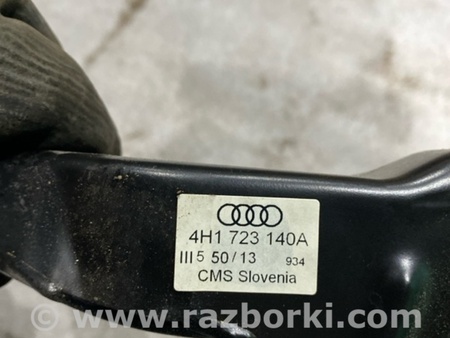 4H1 723 140A
III5 50/13 934
CMS Slovenia
www.razborki.com